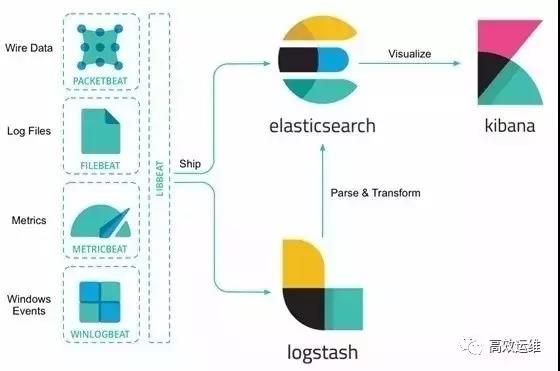 Wire Data
PACKETBEAT
Log Files
FILEBEAT
Metrics
METRICBEAT
Windows
Events
WINLOGBEAT
LIBBEAT
Ship
elasticsearch
Visualize
kibana
Parse & Transform
logstash
高效运维